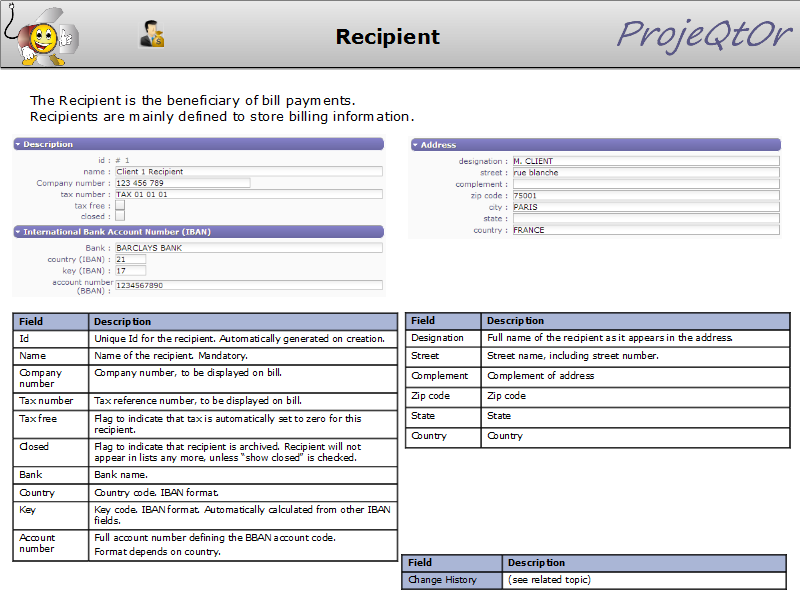 Recipient
ProjeQtOr
The Recipient is the beneficiary of bill payments.
Recipients are mainly defined to store billing information.
Description
id : # 1
name : Client 1 Recipient
Company number : 123 456 789
tax number : TAX 01 01 01
tax free :
closed :
International Bank Account Number (IBAN)
Bank : BARCLAYS BANK
country (IBAN) : 21
key (IBAN) : 17
account number
(BBAN) : 1234567890
Address
designation : M. CLIENT
street : rue blanche
complement :
zip code : 75001
city : PARIS
state :
country : FRANCE
Field Description
Id Unique Id for the recipient. Automatically generated on creation.
Name Name of the recipient. Mandatory.
Company
number Company number, to be displayed on bill.
Tax number Tax reference number, to be displayed on bill.
Tax free Flag to indicate that tax is automatically set to zero for this
recipient.
Closed Flag to indicate that recipient is archived. Recipient will not
appear in lists any more, unless “show closed” is checked.
Bank Bank name.
Country Country code. IBAN format.
Key Key code. IBAN format. Automatically calculated from other IBAN
fields.
Account
number Full account number defining the BBAN account code.
Format depends on country.
Field Description
Designation Full name of the recipient as it appears in the address.
Street Street name, including street number.
Complement Complement of address
Zip code Zip code
State State
Country Country
Field Description
Change History (see related topic)